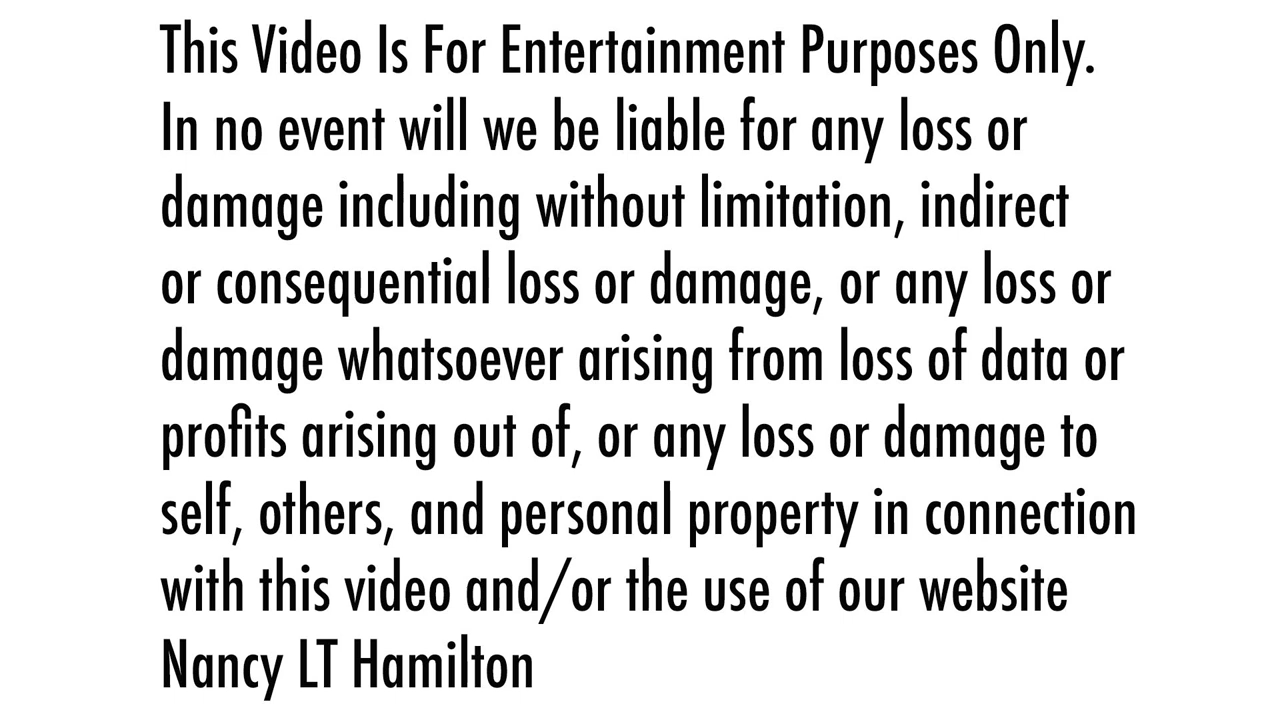 This Video Is For Entertainment Purposes Only.
In no event will we be liable for any loss or
damage including without limitation, indirect
or consequential loss or damage, or any loss or
damage whatsoever arising from loss of data or
profits arising out of, or any loss or damage to
self, others, and personal property in connection
with this video and/or the use of our website
Nancy LT Hamilton